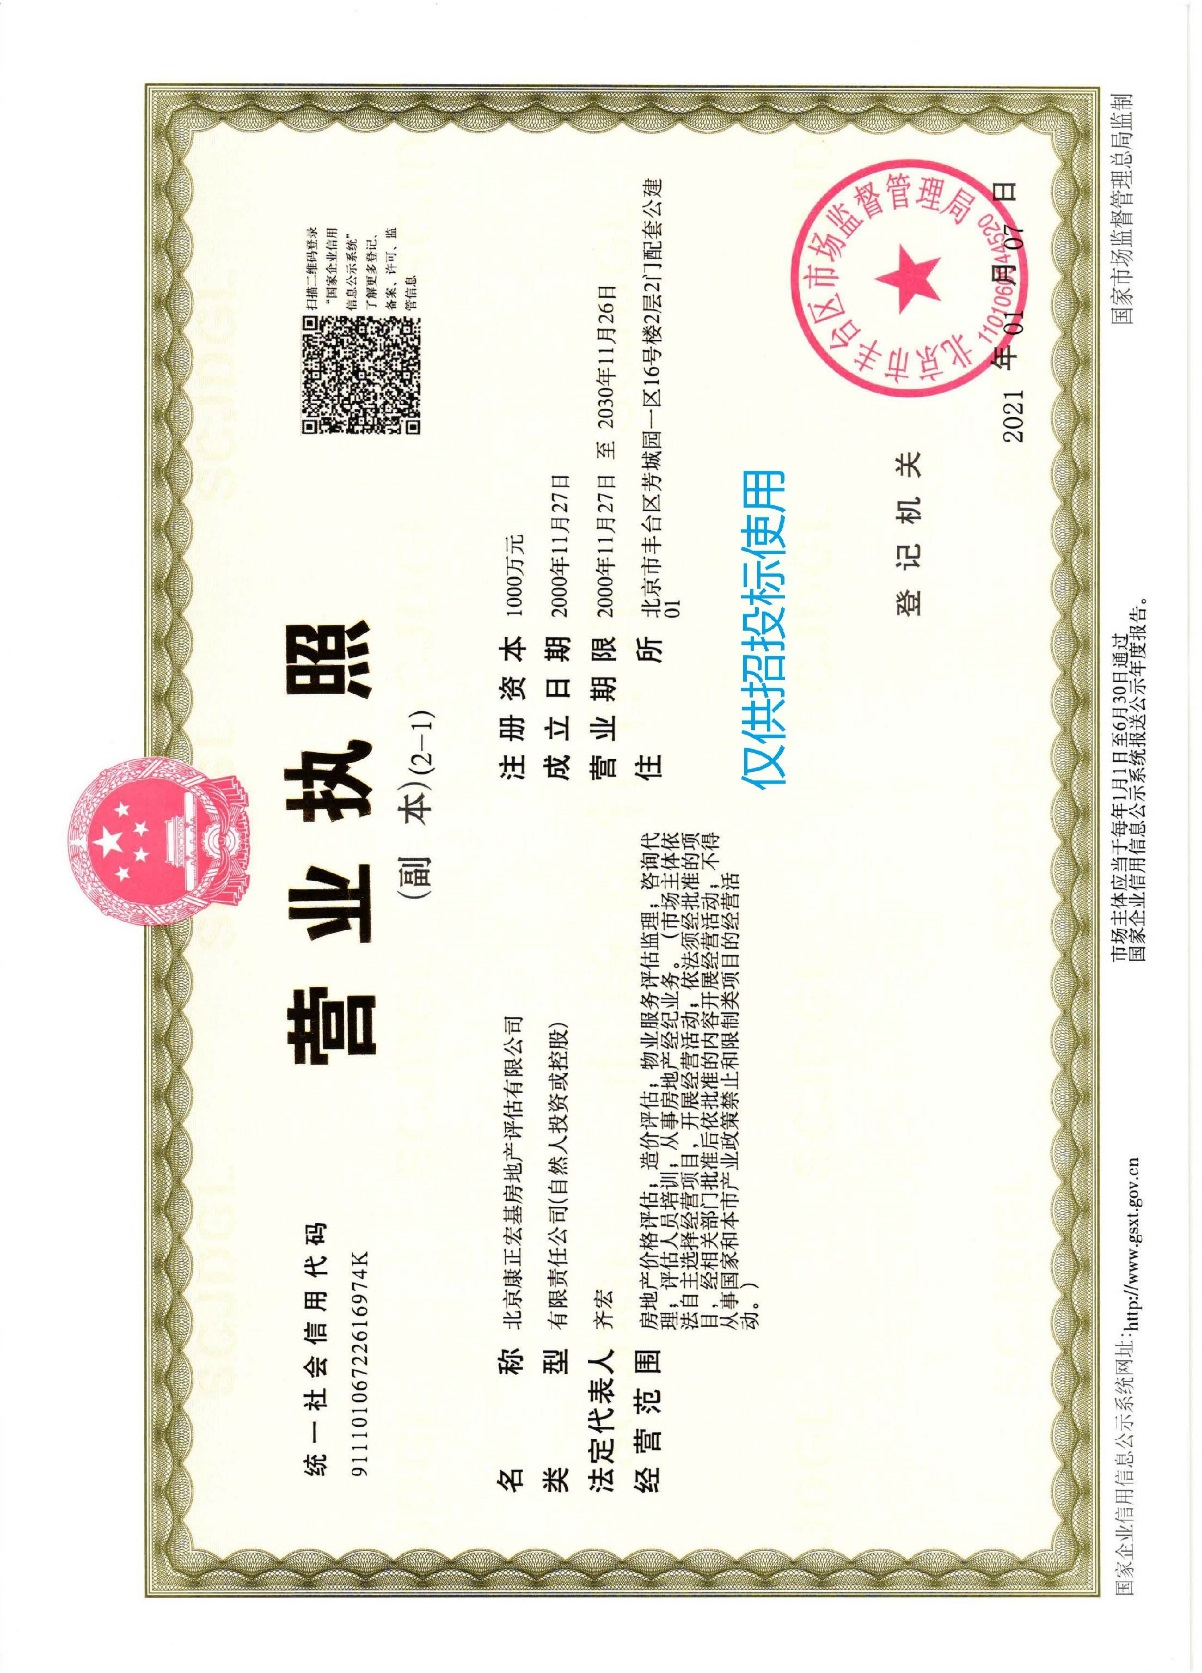 统一社会信用代码
91110106722616974K
营业执照
(副 本)(2-1)
扫描二维码登录
“国家企业信用
信息公示系统”
了解更多登记、
备案、许可、监
管信息
名 称 北京康正宏基房地产评估有限公司
类 型 有限责任公司(自然人投资或控股)
法定代表人 齐宏
经营范围 房地产价格评估；造价评估；物业服务评估监理；咨询代
理；评估人员培训；从事房地产经纪业务。（市场主体依
法自主选择经营项目，开展经营活动；依法须经批准的项
目，经相关部门批准后依批准的内容开展经营活动；不得
从事国家和本市产业政策禁止和限制类项目的经营活
动。）
注册资本 1000万元
成立日期 2000年11月27日
营业期限 2000年11月27日 至 2030年11月26日
住 所 北京市丰台区芳城园一区16号楼2层2门配套公建
01
仅供招投标使用
登记机关
北京市丰台区市场监督管理局
2021 年 01 月 07 日
国家企业信用信息公示系统网址:http://www.gsxt.gov.cn
市场主体应当于每年1月1日至6月30日通过
国家企业信用信息公示系统报送公示年度报告。
国家市场监督管理总局监制